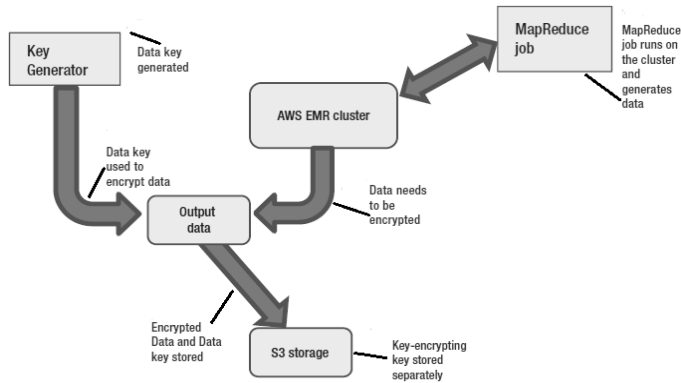 Key
Generator
Data key
generated
MapReduce
job
MapReduce
job runs on
the cluster
and
generates
data
AWS EMR cluster
Data key
used to
encrypt data
Output
data
Data needs
to be
encrypted
Encrypted
Data and Data
key stored
S3 storage
Key-encrypting
key stored
separately